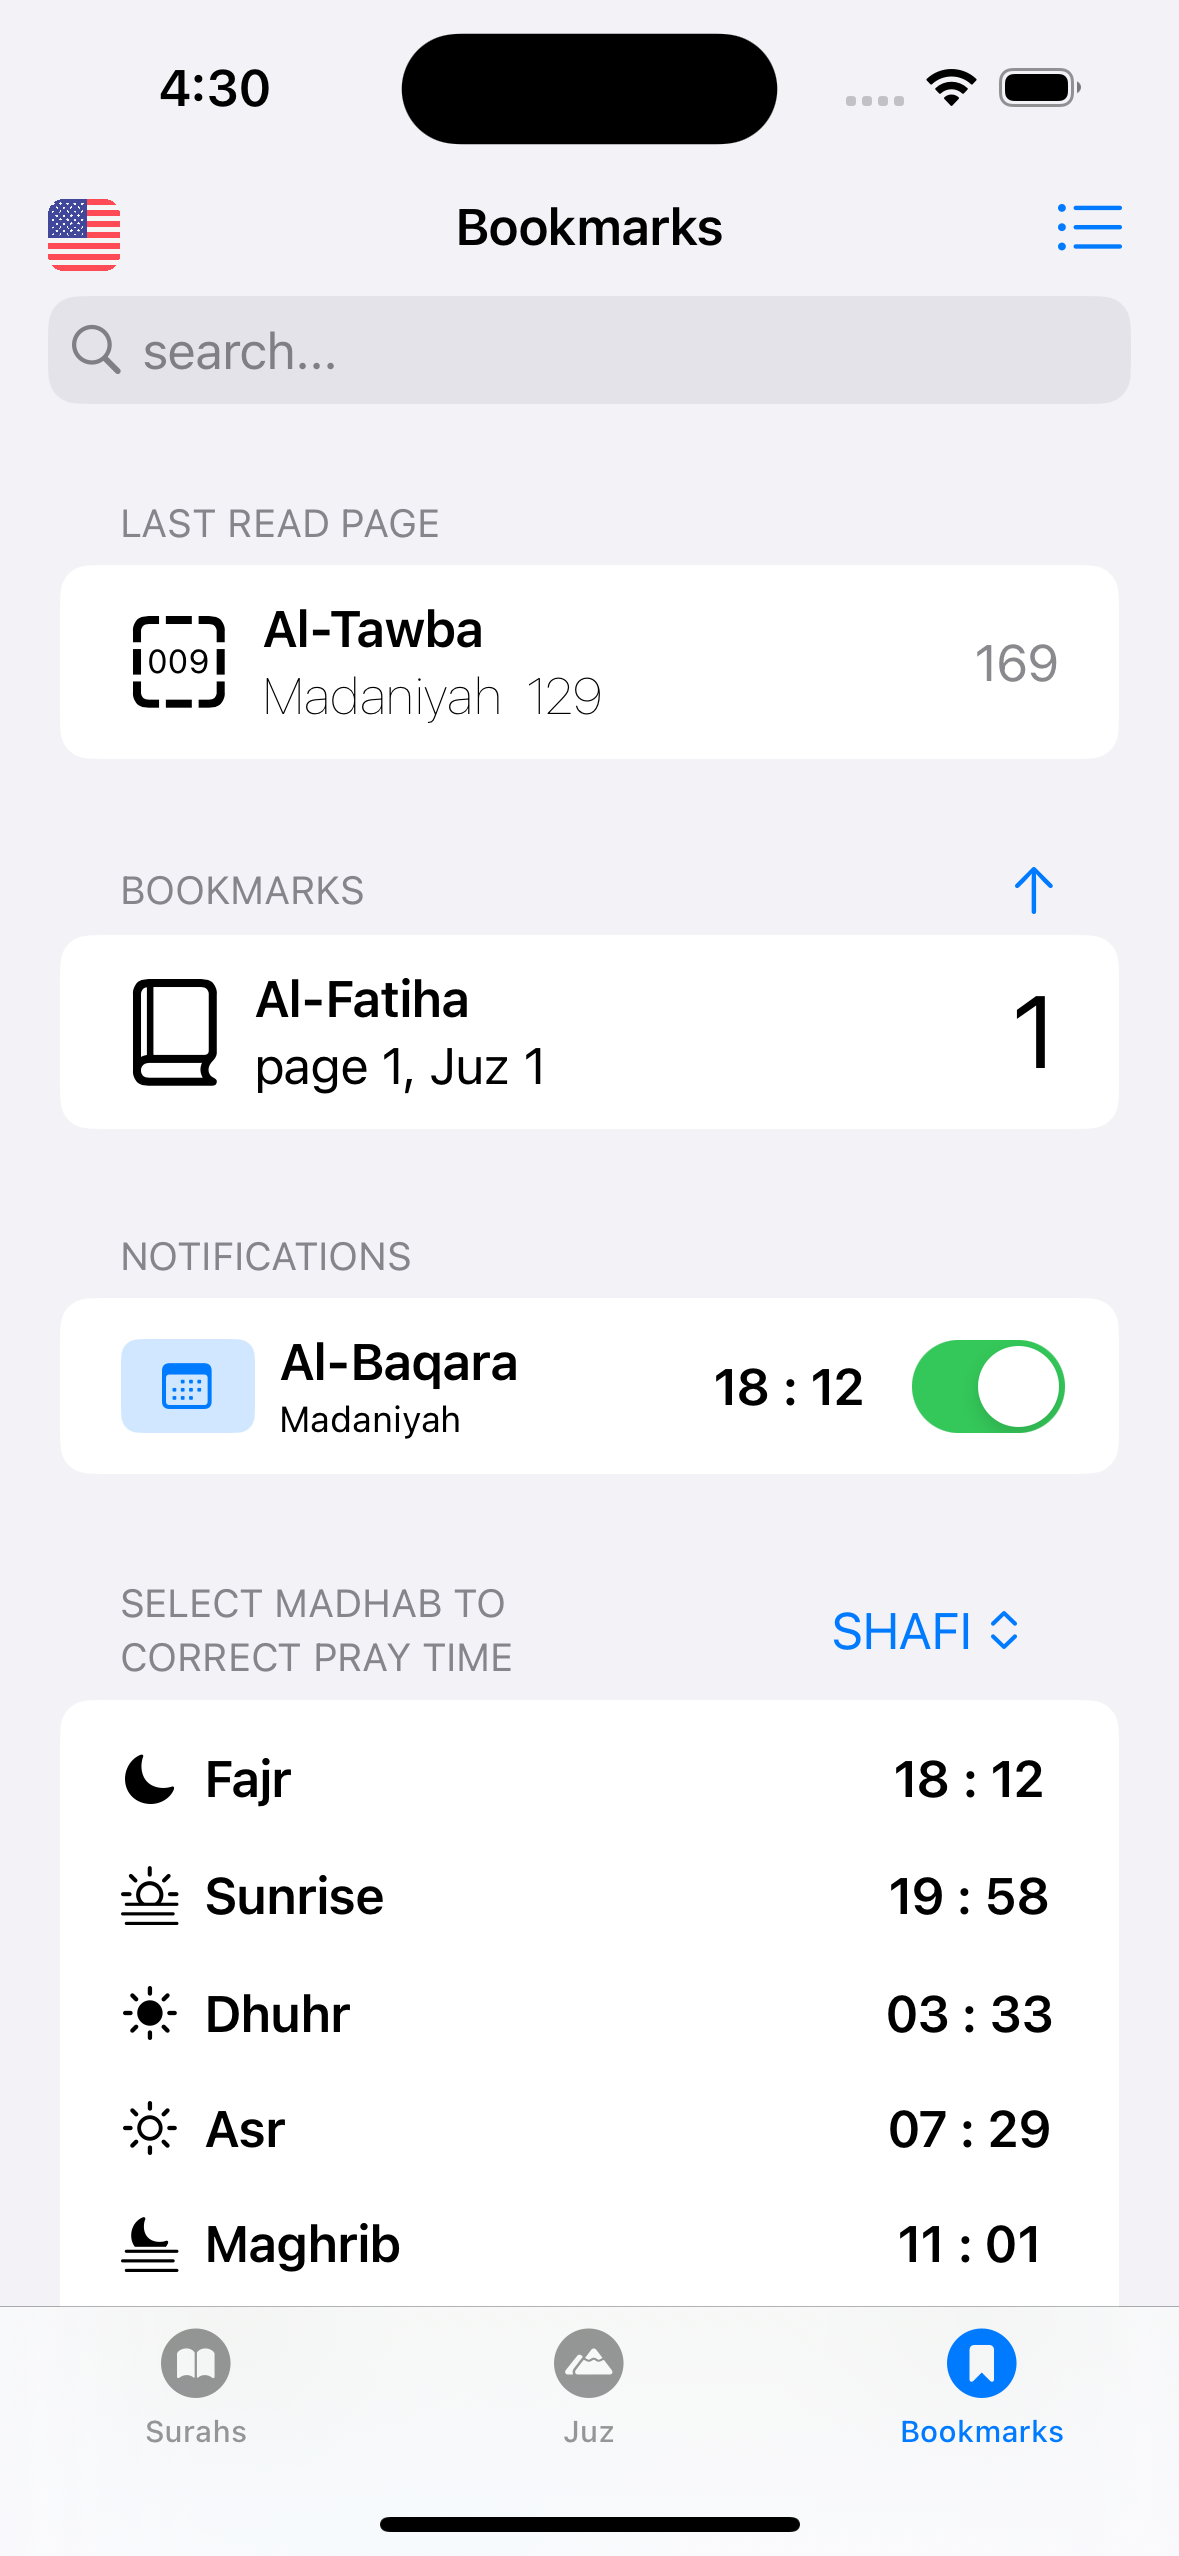 4:30
Bookmarks
search...
LAST READ PAGE
009
Al-Tawba
Madaniyah 129
169
BOOKMARKS
Al-Fatiha
page 1, Juz 1
1
NOTIFICATIONS
Al-Baqara
Madaniyah
18 : 12
SELECT MADHAB TO
CORRECT PRAY TIME
SHAFI
Fajr 18 : 12
Sunrise 19 : 58
Dhuhr 03 : 33
Asr 07 : 29
Maghrib 11 : 01
Surahs Juz Bookmarks